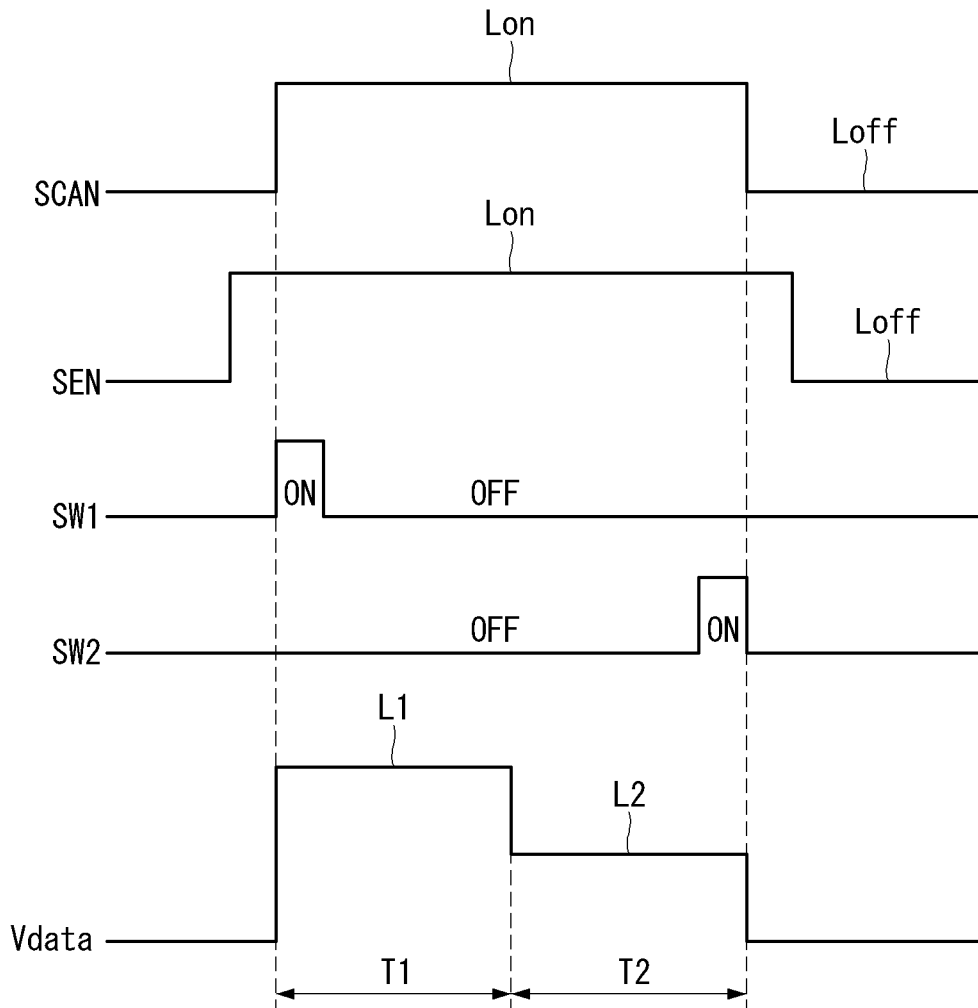 Lon
Loff
SCAN
Lon
Loff
SEN
ON
OFF
SW1
OFF
ON
SW2
L1
L2
Vdata
T1
T2